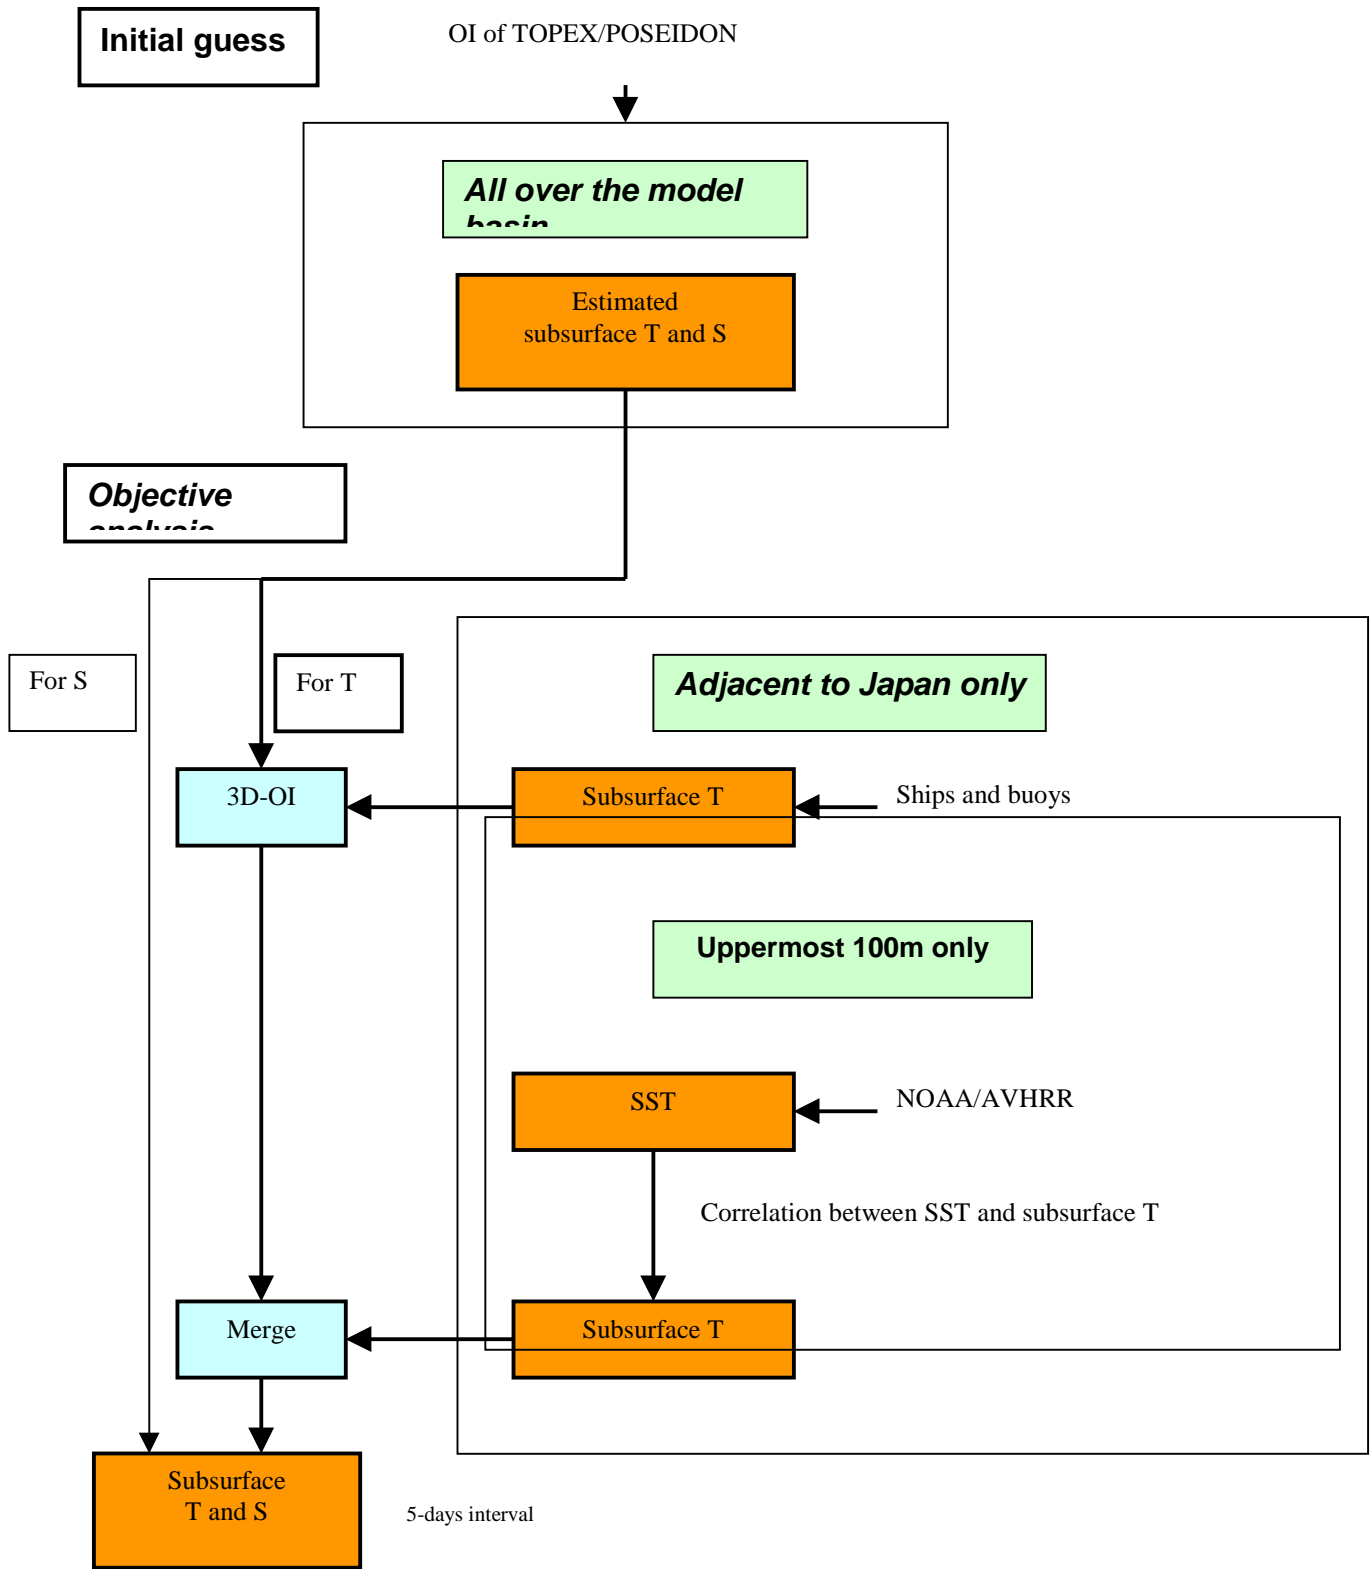 Initial guess
OI of TOPEX/POSEIDON
All over the model
basin
Estimated
subsurface T and S
Objective
analysis
For S
For T
Adjacent to Japan only
3D-OI
Subsurface T
Ships and buoys
Uppermost 100m only
SST
NOAA/AVHRR
Correlation between SST and subsurface T
Merge
Subsurface T
Subsurface
T and S
5-days interval